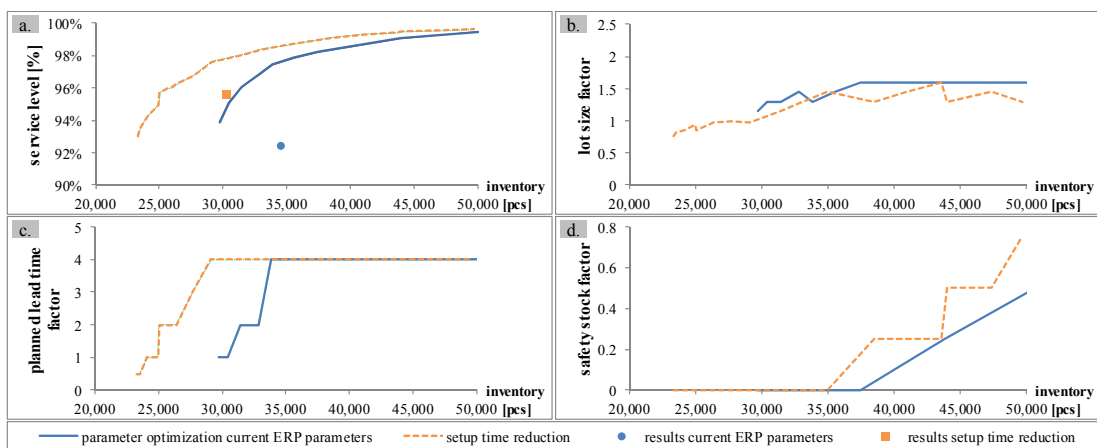 a.
service level [%]
100%
98%
96%
94%
92%
90%
20,000 25,000 30,000 35,000 40,000 45,000 50,000
inventory
[pcs]
b.
lot size factor
2.5
2
1.5
1
0.5
0
20,000 25,000 30,000 35,000 40,000 45,000 50,000
inventory
[pcs]
c.
planned lead time
factor
5
4
3
2
1
0
20,000 25,000 30,000 35,000 40,000 45,000 50,000
inventory
[pcs]
d.
safety stock factor
0.8
0.6
0.4
0.2
0
20,000 25,000 30,000 35,000 40,000 45,000 50,000
inventory
[pcs]
parameter optimization current ERP parameters setup time reduction results current ERP parameters results setup time reduction